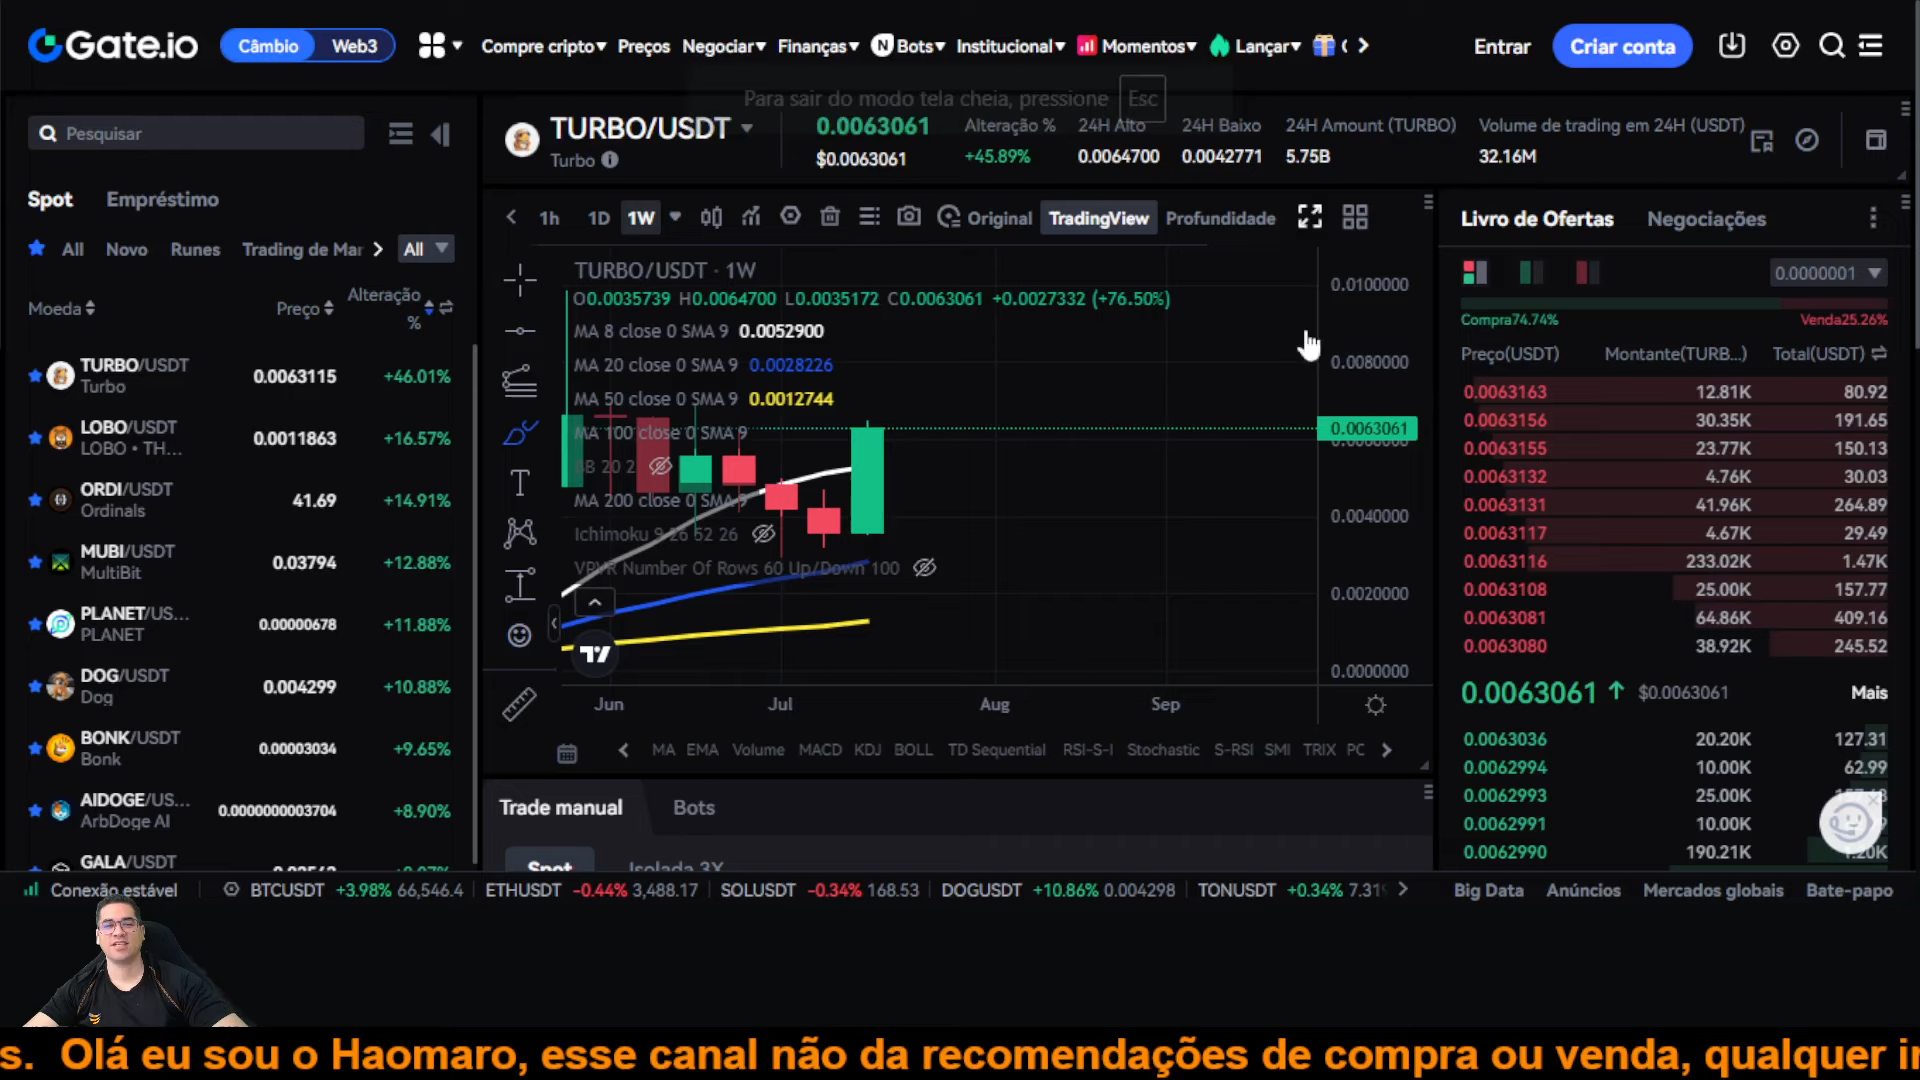 Gate.io
Câmbio Web3 Compre cripto Preços Negociar Finanças Bots Institucional Momentos Lançar Entrar Criar conta
Para sair do modo tela cheia, pressione Esc
Pesquisar
Spot Empréstimo
All Novo Runes Trading de Mar All
Moeda Preço Alteração %
TURBO/USDT 0.0063115 +46.01%
Turbo
LOBO/USDT 0.0011863 +16.57%
LOBO • TH...
ORDI/USDT 41.69 +14.91%
Ordinals
MUBI/USDT 0.03794 +12.88%
MultiBit
PLANET/US... 0.00000678 +11.88%
PLANET
DOG/USDT 0.004299 +10.88%
Dog
BONK/USDT 0.00003034 +9.65%
Bonk
AIDOGE/US... 0.0000000003704 +8.90%
ArbDoge AI
GALA/USDT
TURBO/USDT 0.0063061 Alteração % 24H Alto 24H Baixo 24H Amount (TURBO) Volume de trading em 24H (USDT)
Turbo $0.0063061 +45.89% 0.0064700 0.0042771 5.75B 32.16M
1h 1D 1W Original TradingView Profundidade
TURBO/USDT · 1W
O0.0035739 H0.0064700 L0.0035172 C0.0063061 +0.0027332 (+76.50%)
MA 8 close 0 SMA 9 0.0052900
MA 20 close 0 SMA 9 0.0028226
MA 50 close 0 SMA 9 0.0012744
MA 100 close 0 SMA 9
BB 20 2
MA 200 close 0 SMA 9
Ichimoku 9 26 52 26
VPVR Number Of Rows 60 Up/Down 100
0.0100000
0.0080000
0.0063061
0.0060000
0.0040000
0.0020000
0.0000000
Jun Jul Aug Sep
MA EMA Volume MACD KDJ BOLL TD Sequential RSI-S-I Stochastic S-RSI SMI TRIX PC
Trade manual Bots
Spot Isolada 3X
Livro de Ofertas Negociações
0.0000001
Compra74.74% Venda25.26%
Preço(USDT) Montante(TURB...) Total(USDT)
0.0063163 12.81K 80.92
0.0063156 30.35K 191.65
0.0063155 23.77K 150.13
0.0063132 4.76K 30.03
0.0063131 41.96K 264.89
0.0063117 4.67K 29.49
0.0063116 233.02K 1.47K
0.0063108 25.00K 157.77
0.0063081 64.86K 409.16
0.0063080 38.92K 245.52
0.0063061 $0.0063061 Mais
0.0063036 20.20K 127.31
0.0062994 10.00K 62.99
0.0062993 25.00K
0.0062991 10.00K
0.0062990 190.21K 1.20K
Conexão estável BTCUSDT +3.98% 66,546.4 ETHUSDT -0.44% 3,488.17 SOLUSDT -0.34% 168.53 DOGUSDT +10.86% 0.004298 TONUSDT +0.34% 7.31 Big Data Anúncios Mercados globais Bate-papo
s. Olá eu sou o Haomaro, esse canal não da recomendações de compra ou venda, qualquer